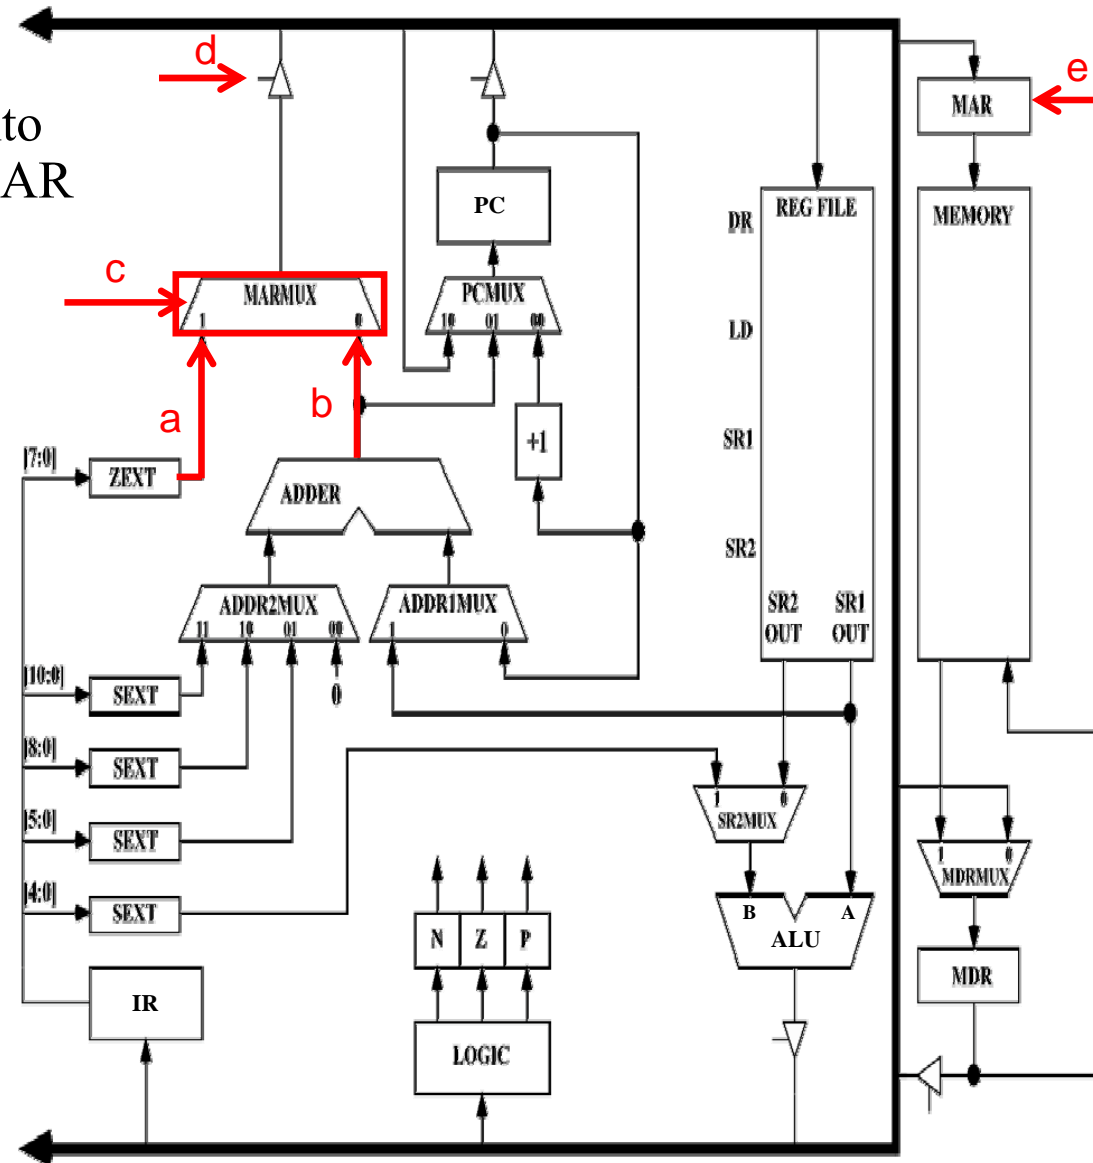 d
e
to
AR
MAR
PC
REG FILE
DR
MEMORY
c
MARMUX
1 0
PCMUX
10 01 00
LD
a
b
+1
SR1
[7:0]
ZEXT
ADDER
SR2
ADDR2MUX
11 10 01 00
ADDR1MUX
1 0
SR2 OUT
SR1 OUT
[10:0]
SEXT
0
[8:0]
SEXT
[5:0]
SEXT
[4:0]
SEXT
1 0
SR2MUX
1 0
MDRMUX
B A
ALU
N Z P
IR
LOGIC
MDR